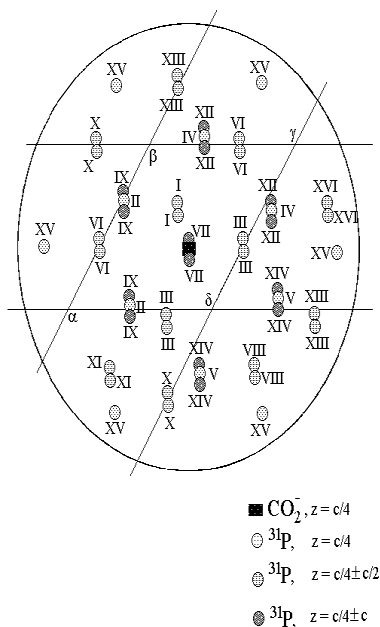 XIII
XV XV
XIII
XII
X IV VI
X XII VI
β γ
IX I XII XVI
II IV
IX I XII XVI
VI VII III
XV XV
VI VII III
IX III XIV XIII
II δ V
α IX III XIV XIII
XI XIV VIII
XI X V VIII
XIV
XV X XV
CO₂⁻, z = c/4
³¹P, z = c/4
³¹P, z = c/4±c/2
³¹P, z = c/4±c